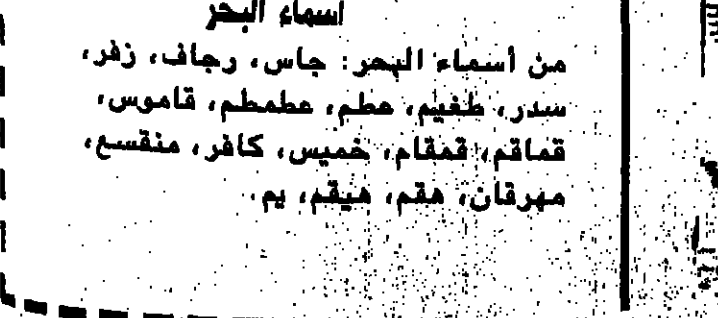 أسماء البحر
من أسماء البحر: جاس، رجاف، زفر،
سدر، طغيم، عطم، عطمطم، قاموس،
قماقم، قمقام، خميس، كافر، منقسع،
مهرقان، هقم، هيقم، يم.